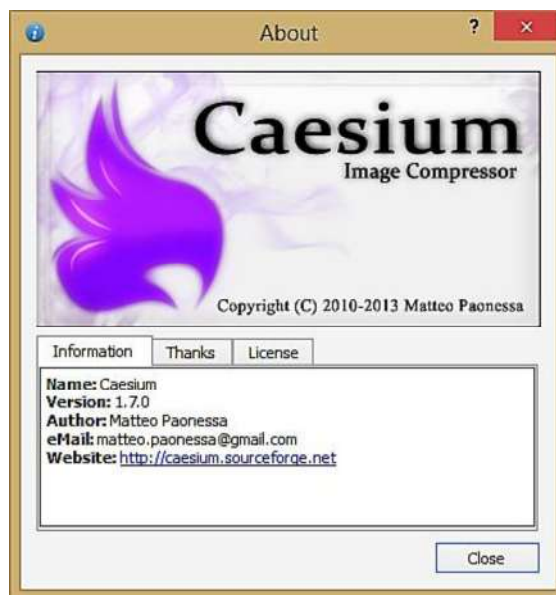 About
?
Caesium
Image Compressor
Copyright (C) 2010-2013 Matteo Paonessa
Information Thanks License
Name: Caesium
Version: 1.7.0
Author: Matteo Paonessa
eMail: matteo.paonessa@gmail.com
Website: http://caesium.sourceforge.net
Close